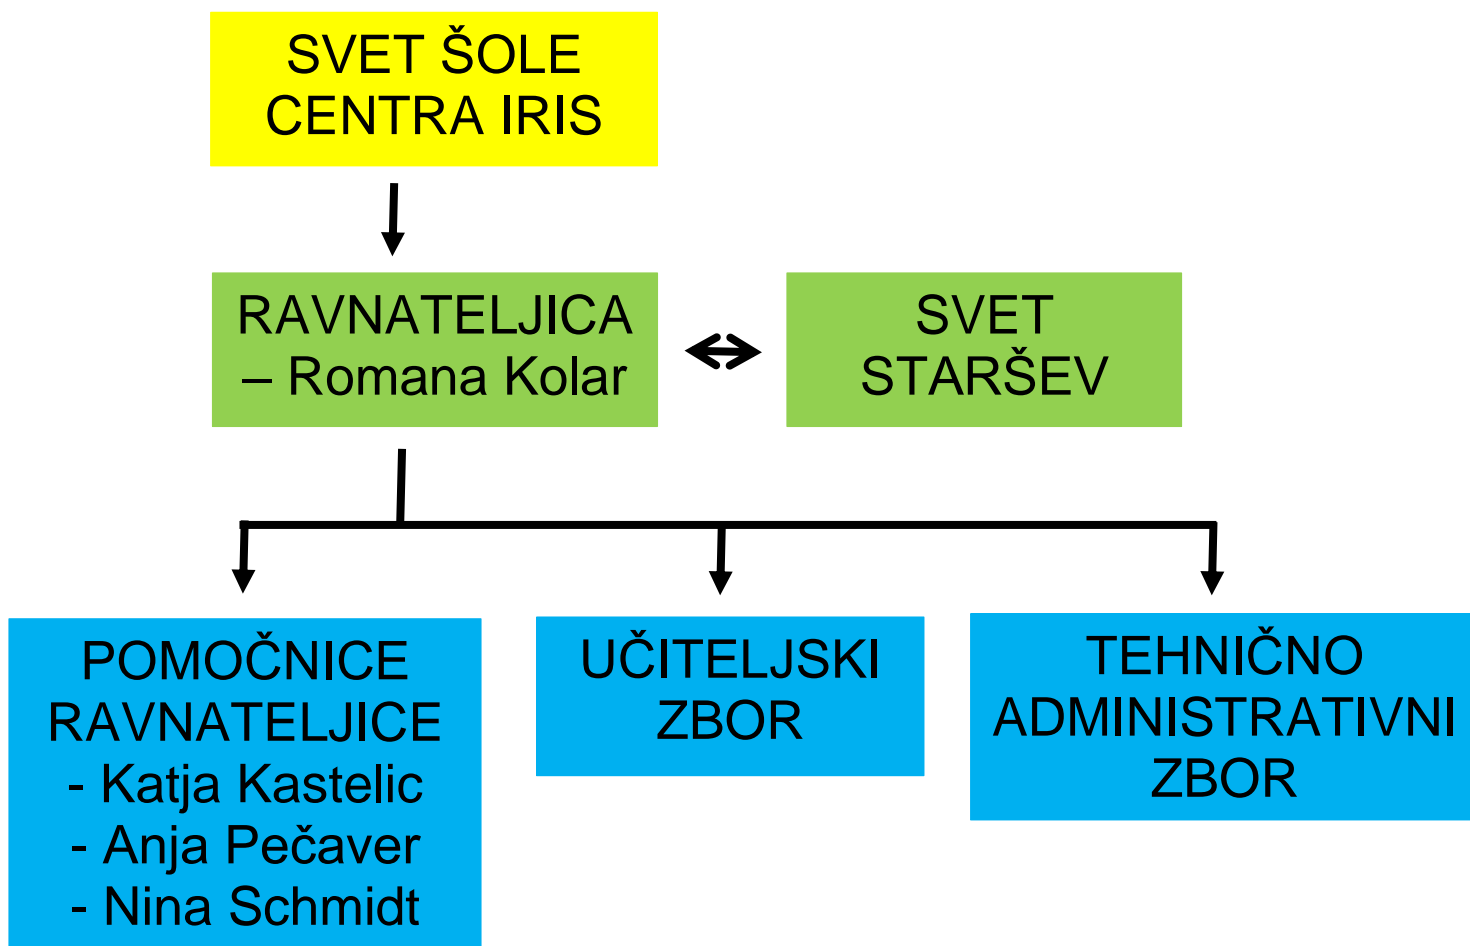 SVET ŠOLE
CENTRA IRIS
RAVNATELJICA
– Romana Kolar
SVET
STARŠEV
POMOČNICE
RAVNATELJICE
- Katja Kastelic
- Anja Pečaver
- Nina Schmidt
UČITELJSKI
ZBOR
TEHNIČNO
ADMINISTRATIVNI
ZBOR